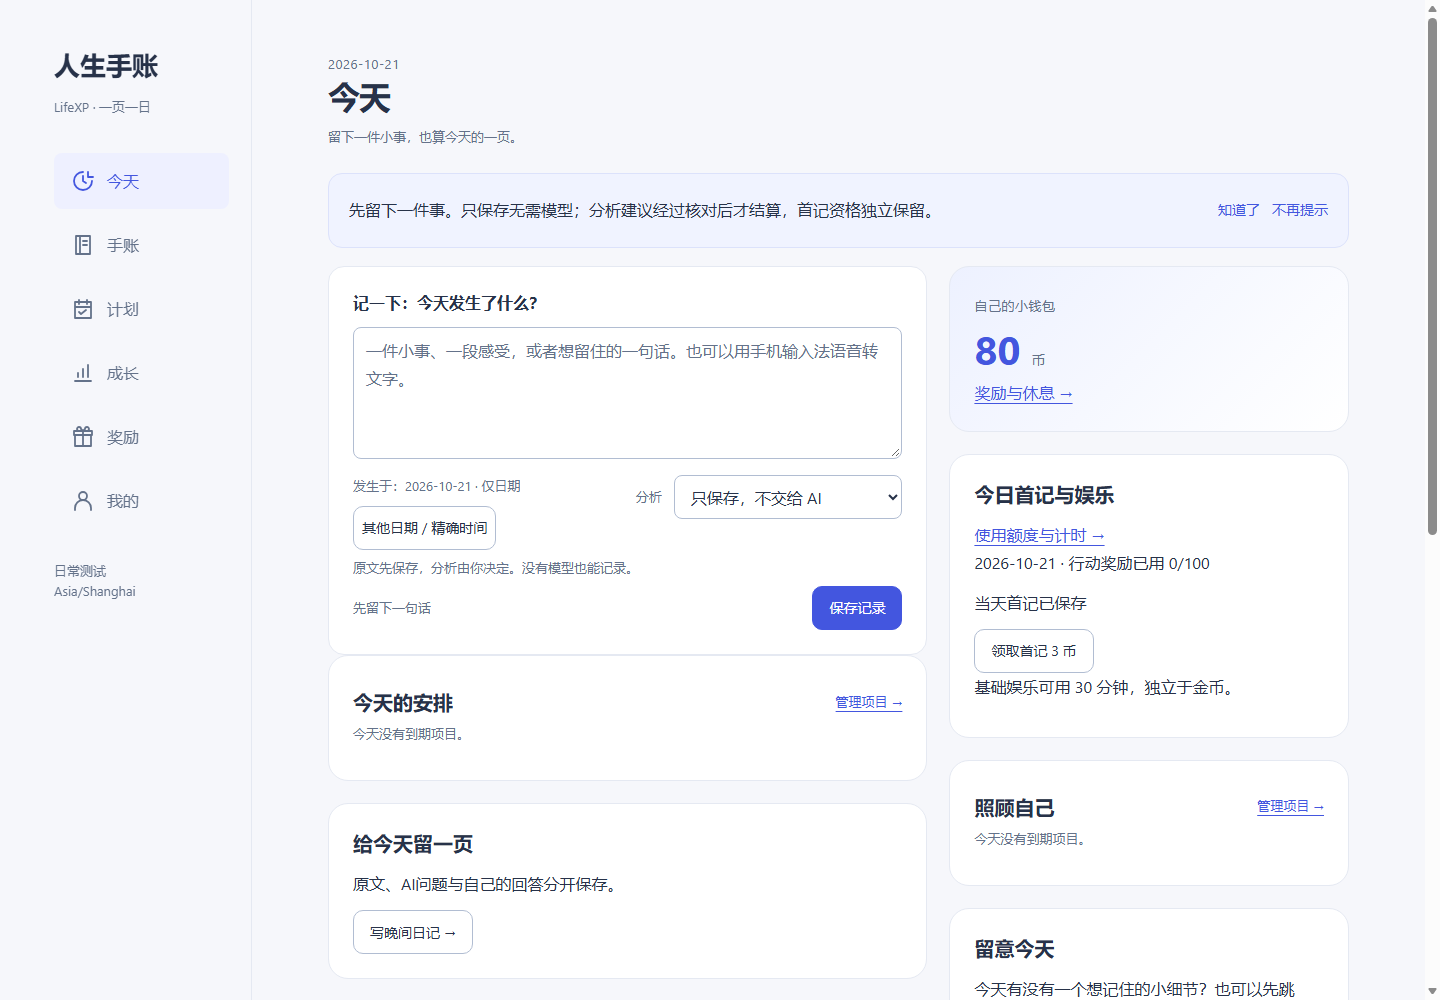 人生手账
LifeXP · 一页一日
今天
手账
计划
成长
奖励
我的
日常测试
Asia/Shanghai
2026-10-21
今天
留下一件小事，也算今天的一页。
先留下一件事。只保存无需模型；分析建议经过核对后才结算，首记资格独立保留。
知道了 不再提示
记一下：今天发生了什么？
一件小事、一段感受，或者想留住的一句话。也可以用手机输入法语音转
文字。
发生于：2026-10-21 · 仅日期
其他日期 / 精确时间
分析
只保存，不交给 AI
原文先保存，分析由你决定。没有模型也能记录。
先留下一句话
保存记录
今天的安排
管理项目 →
今天没有到期项目。
给今天留一页
原文、AI问题与自己的回答分开保存。
写晚间日记 →
自己的小钱包
80 币
奖励与休息 →
今日首记与娱乐
使用额度与计时 →
2026-10-21 · 行动奖励已用 0/100
当天首记已保存
领取首记 3 币
基础娱乐可用 30 分钟，独立于金币。
照顾自己
管理项目 →
今天没有到期项目。
留意今天
今天有没有一个想记住的小细节？也可以先跳